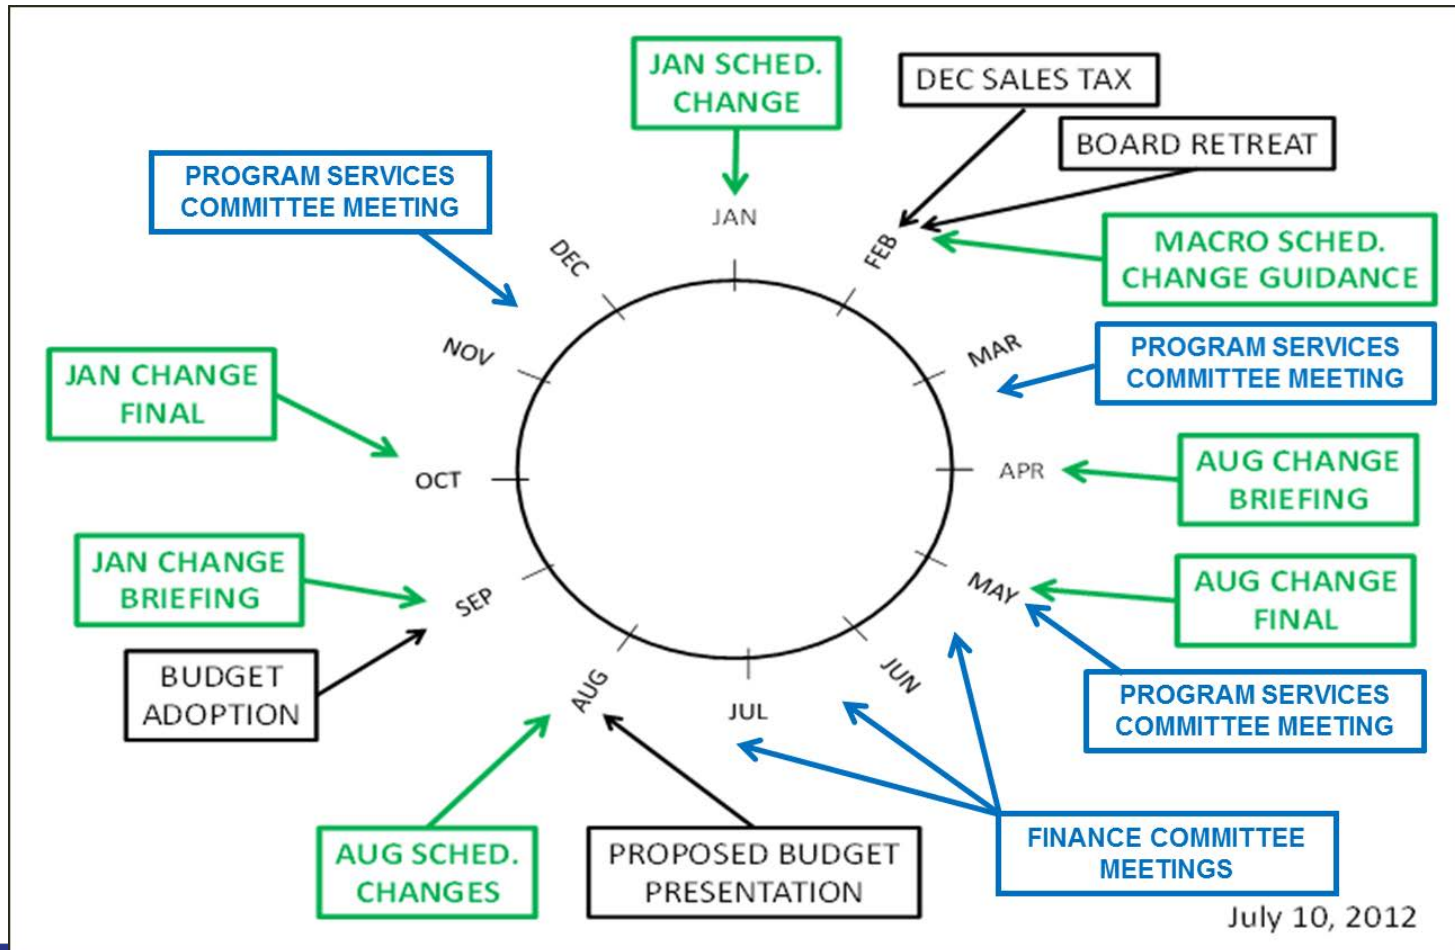 JAN SCHED.
CHANGE
DEC SALES TAX
BOARD RETREAT
PROGRAM SERVICES
COMMITTEE MEETING
JAN
DEC
FEB
MACRO SCHED.
CHANGE GUIDANCE
NOV
MAR
PROGRAM SERVICES
COMMITTEE MEETING
JAN CHANGE
FINAL
OCT
APR
AUG CHANGE
BRIEFING
JAN CHANGE
BRIEFING
SEP
MAY
AUG CHANGE
FINAL
BUDGET
ADOPTION
AUG
JUL
JUN
PROGRAM SERVICES
COMMITTEE MEETING
AUG SCHED.
CHANGES
PROPOSED BUDGET
PRESENTATION
FINANCE COMMITTEE
MEETINGS
July 10, 2012